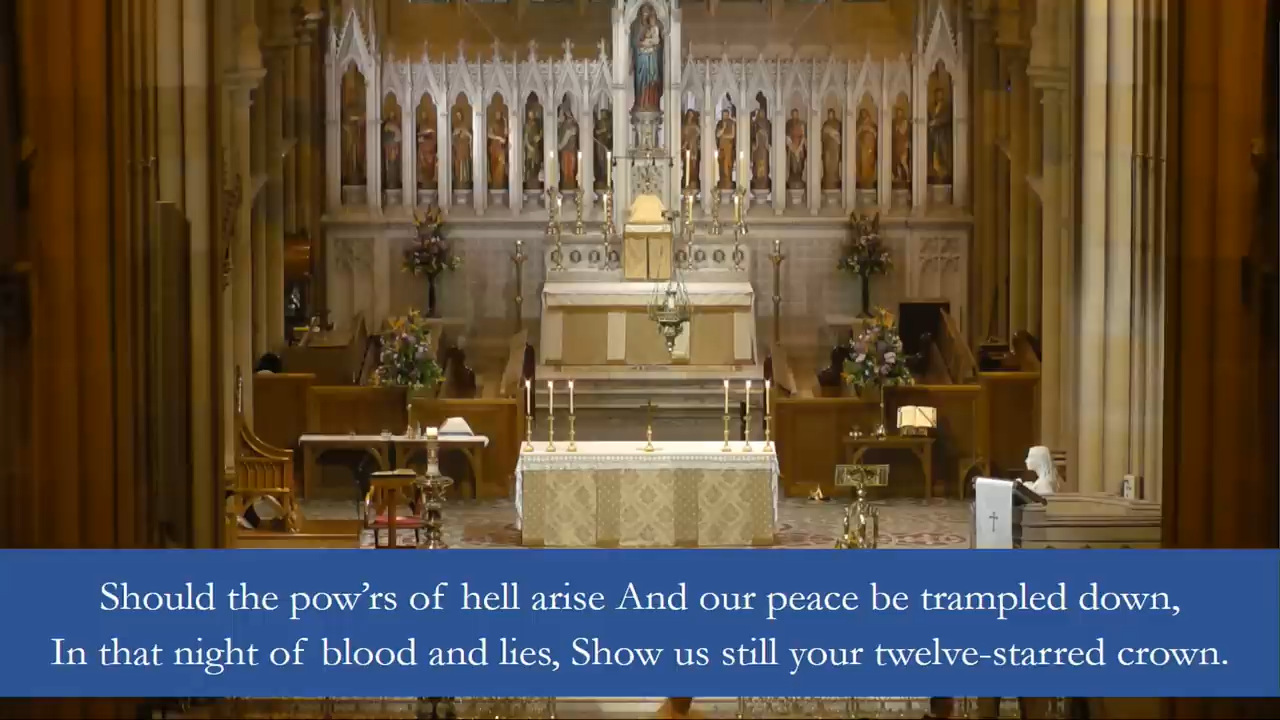 Should the pow’rs of hell arise And our peace be trampled down,
In that night of blood and lies, Show us still your twelve-starred crown.